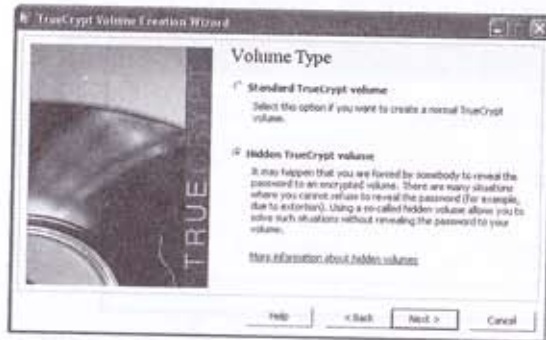 TrueCrypt Volume Creation Wizard
TRUECRYPT
Volume Type
Standard TrueCrypt volume
Select this option if you want to create a normal TrueCrypt
volume.
Hidden TrueCrypt volume
It may happen that you are forced by somebody to reveal the
password to an encrypted volume. There are many situations
where you cannot refuse to reveal the password (for example,
due to extortion). Using a so-called hidden volume allows you to
solve such situations without revealing the password to your
volume.
More information about hidden volumes
Help
< Back
Next >
Cancel